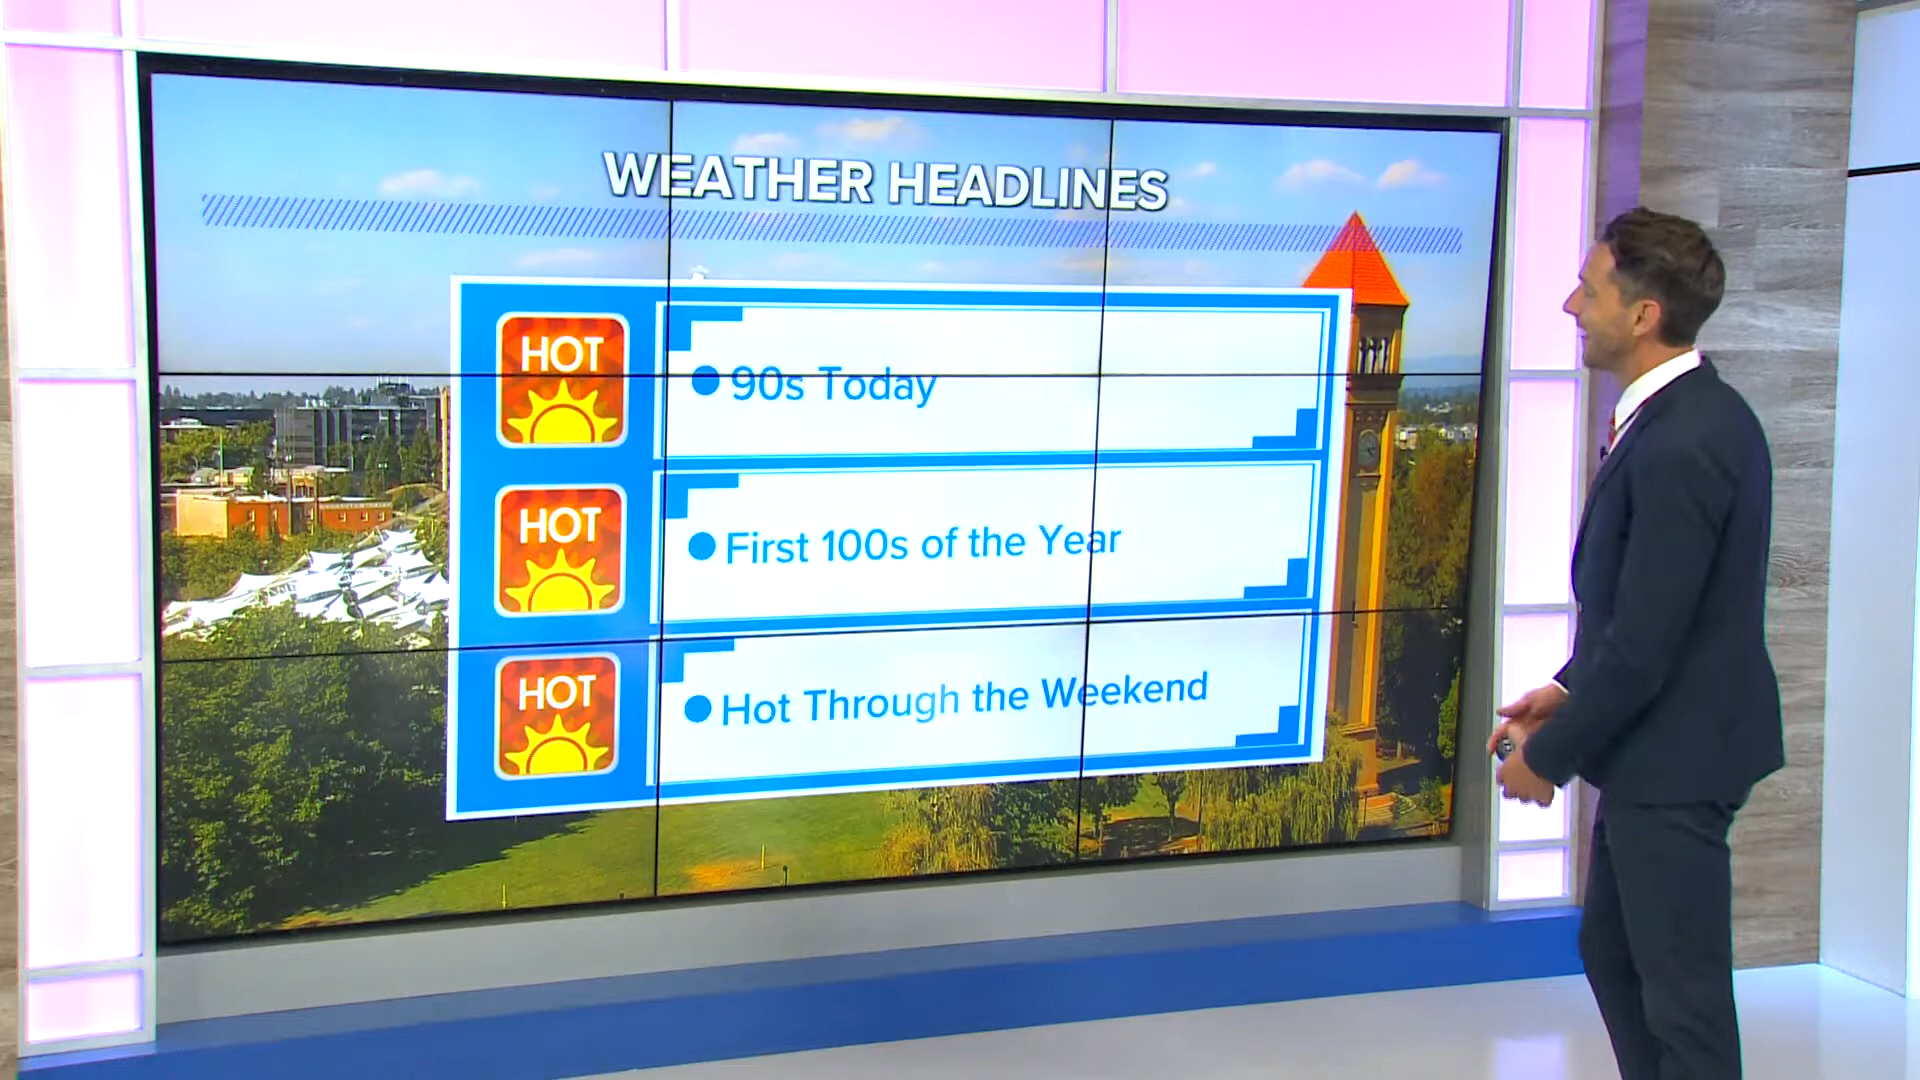 WEATHER HEADLINES
HOT
● 90s Today
HOT
● First 100s of the Year
HOT
● Hot Through the Weekend